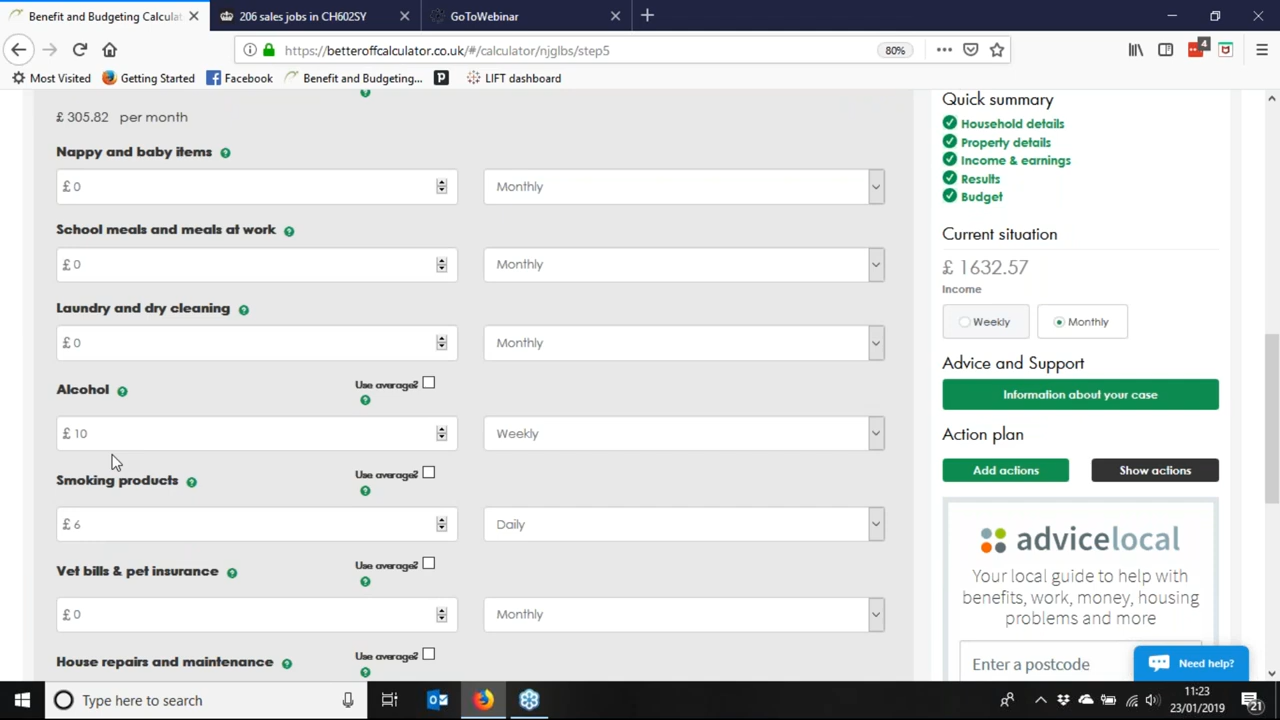 Benefit and Budgeting Calculat
206 sales jobs in CH602SY
GoToWebinar
https://betteroffcalculator.co.uk/#/calculator/njglbs/step5
80%
4
Most Visited
Getting Started
Facebook
Benefit and Budgeting...
LIFT dashboard
£ 305.82 per month
Nappy and baby items
£ 0
Monthly
School meals and meals at work
£ 0
Monthly
Laundry and dry cleaning
£ 0
Monthly
Alcohol
Use average?
£ 10
Weekly
Smoking products
Use average?
£ 6
Daily
Vet bills & pet insurance
Use average?
£ 0
Monthly
House repairs and maintenance
Use average?
Quick summary
Household details
Property details
Income & earnings
Results
Budget
Current situation
£ 1632.57
Income
Weekly
Monthly
Advice and Support
Information about your case
Action plan
Add actions
Show actions
advicelocal
Your local guide to help with
benefits, work, money, housing
problems and more
Enter a postcode
Need help?
Type here to search
11:23
23/01/2019
21